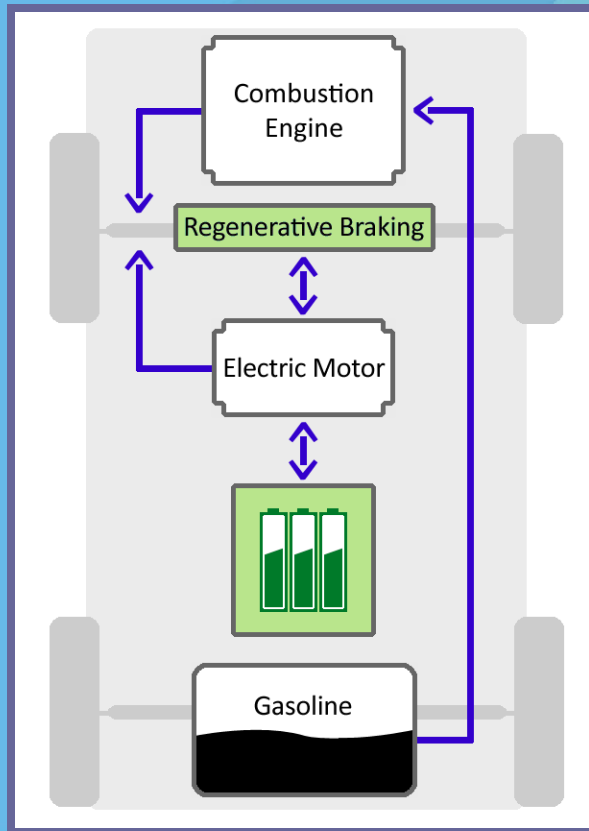 Combustion
Engine
Regenerative Braking
Electric Motor
Gasoline